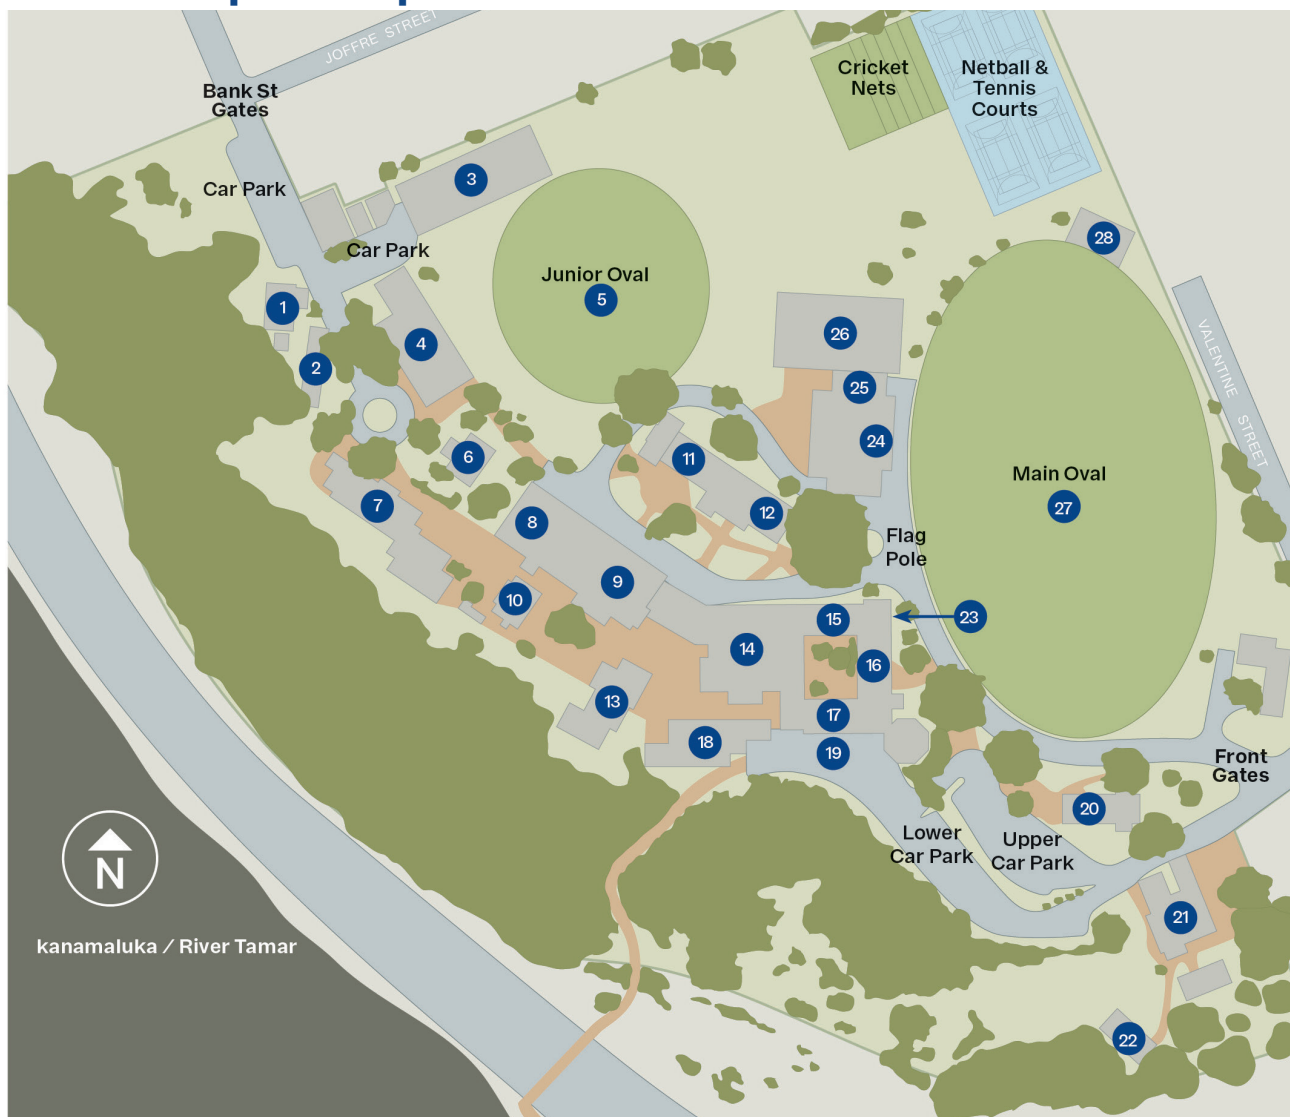 JOFFRE STREET
Bank St
Gates
Cricket
Nets
Netball &
Tennis
Courts
Car Park
3
Car Park
28
1
Junior Oval
5
VALENTINE STREET
26
4
2
25
24
6
11
Main Oval
27
7
8
12
Flag
Pole
9
10
15
23
14
16
13
17
18
19
Front
Gates
20
Lower
Car Park
Upper
Car Park
N
21
kanamaluka / River Tamar
22